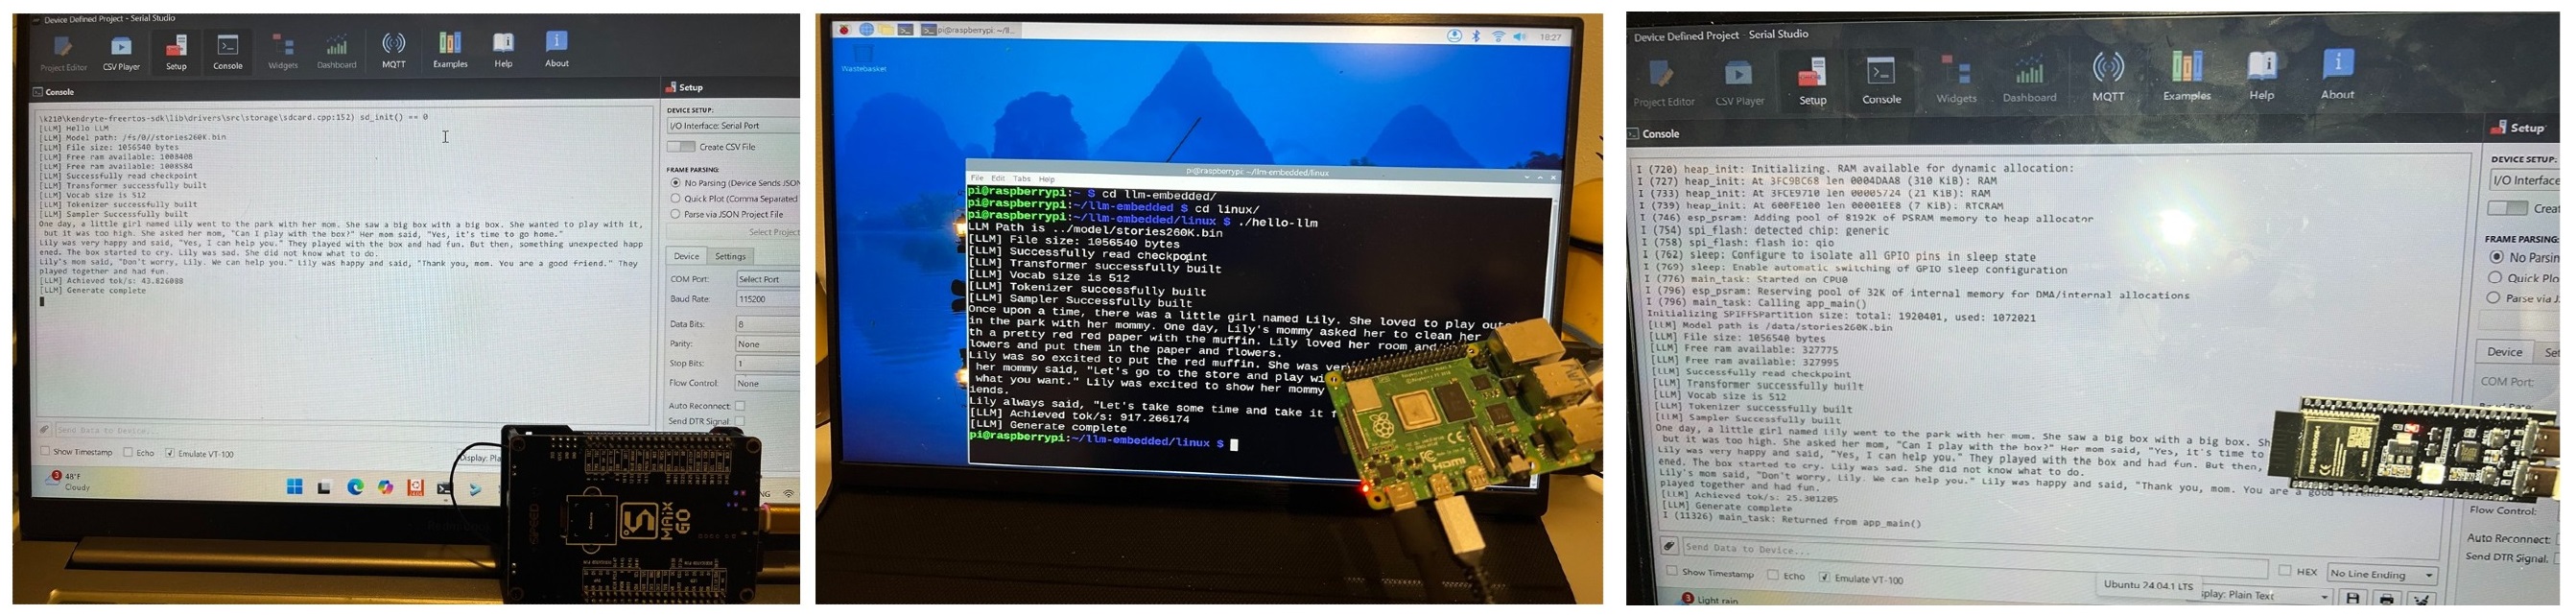 Device Defined Project - Serial Studio
Project Editor
CSV Player
Setup
Console
Widgets
Dashboard
MQTT
Examples
Help
About
Console
\k210\kendryte-freertos-sdk\lib\drivers\src\storage\sdcard.cpp:152) sd_init() == 0
[LLM] Hello LLM
[LLM] Model path: /fs/0//stories260K.bin
[LLM] File size: 1056540 bytes
[LLM] Free ram available: 1008408
[LLM] Free ram available: 1008584
[LLM] Successfully read checkpoint
[LLM] Transformer successfully built
[LLM] Vocab size is 512
[LLM] Tokenizer successfully built
[LLM] Sampler Successfully built
One day, a little girl named Lily went to the park with her mom. She saw a big box with a big box. She wanted to play with it,
but it was too high. She asked her mom, "Can I play with the box?" Her mom said, "Yes, it's time to go home."
Lily was very happy and said, "Yes, I can help you." They played with the box and had fun. But then, something unexpected happ
ened. The box started to cry. Lily was sad. She did not know what to do.
Lily's mom said, "Don't worry, Lily. We can help you." Lily was happy and said, "Thank you, mom. You are a good friend." They
played together and had fun.
[LLM] Achieved tok/s: 43.826088
[LLM] Generate complete
Send Data to Device...
Show Timestamp
Echo
Emulate VT-100
Display: Pla
Setup
DEVICE SETUP:
I/O Interface: Serial Port
Create CSV File
FRAME PARSING:
No Parsing (Device Sends JSON
Quick Plot (Comma Separated
Parse via JSON Project File
Select Project
Device
Settings
COM Port:
Select Port
Baud Rate:
115200
Data Bits:
8
Parity:
None
Stop Bits:
1
Flow Control:
None
Auto Reconnect:
Send DTR Signal
3
48°F
Cloudy
MAIX
GO
pi@raspberrypi: ~/ll...
18:27
Wastebasket
pi@raspberrypi: ~/llm-embedded/linux
File Edit Tabs Help
pi@raspberrypi:~ $ cd llm-embedded/
pi@raspberrypi:~/llm-embedded $ cd linux/
pi@raspberrypi:~/llm-embedded/linux $ ./hello-llm
LLM Path is ../model/stories260K.bin
[LLM] File size: 1056540 bytes
[LLM] Successfully read checkpoint
[LLM] Transformer successfully built
[LLM] Vocab size is 512
[LLM] Tokenizer successfully built
[LLM] Sampler Successfully built
Once upon a time, there was a little girl named Lily. She loved to play outs
in the park with her mommy. One day, Lily's mommy asked her to clean her
th a pretty red red paper with the muffin. Lily loved her room and
lowers and put them in the paper and flowers.
Lily was so excited to put the red muffin. She was very
her mommy said, "Let's go to the store and play wi
what you want." Lily was excited to show her mommy
iends.
Lily always said, "Let's take some time and take it f
[LLM] Achieved tok/s: 917.266174
[LLM] Generate complete
pi@raspberrypi:~/llm-embedded/linux $
HDMI
Device Defined Project - Serial Studio
Project Editor
CSV Player
Setup
Console
Widgets
Dashboard
MQTT
Examples
Help
About
Console
I (720) heap_init: Initializing. RAM available for dynamic allocation:
I (727) heap_init: At 3FC9BC68 len 0004DAA8 (310 KiB): RAM
I (733) heap_init: At 3FCE9710 len 00005724 (21 KiB): RAM
I (739) heap_init: At 600FE100 len 00001EE8 (7 KiB): RTCRAM
I (746) esp_psram: Adding pool of 8192K of PSRAM memory to heap allocator
I (754) spi_flash: detected chip: generic
I (758) spi_flash: flash io: qio
I (762) sleep: Configure to isolate all GPIO pins in sleep state
I (769) sleep: Enable automatic switching of GPIO sleep configuration
I (776) main_task: Started on CPU0
I (796) esp_psram: Reserving pool of 32K of internal memory for DMA/internal allocations
I (796) main_task: Calling app_main()
Initializing SPIFFSPartition size: total: 1920401, used: 1072021
[LLM] Model path is /data/stories260K.bin
[LLM] File size: 1056540 bytes
[LLM] Free ram available: 327775
[LLM] Free ram available: 327995
[LLM] Successfully read checkpoint
[LLM] Transformer successfully built
[LLM] Vocab size is 512
[LLM] Tokenizer successfully built
[LLM] Sampler Successfully built
One day, a little girl named Lily went to the park with her mom. She saw a big box with a big box. Sh
but it was too high. She asked her mom, "Can I play with the box?" Her mom said, "Yes, it's time to
Lily was very happy and said, "Yes, I can help you." They played with the box and had fun. But then,
ened. The box started to cry. Lily was sad. She did not know what to do.
Lily's mom said, "Don't worry, Lily. We can help you." Lily was happy and said, "Thank you, mom. You are a good
played together and had fun.
[LLM] Achieved tok/s: 25.301205
[LLM] Generate complete
I (11326) main_task: Returned from app_main()
Send Data to Device...
Show Timestamp
Echo
Emulate VT-100
HEX
No Line Ending
Ubuntu 24.04.1 LTS
splay: Plain Text
Setup
DEVICE SETUP:
I/O Interface
Creat
FRAME PARSING:
No Parsin
Quick Plo
Parse via J
Device
Set
COM Port:
Flow Control:
Auto Reconnect:
Send DTR Signal:
3
Light rain